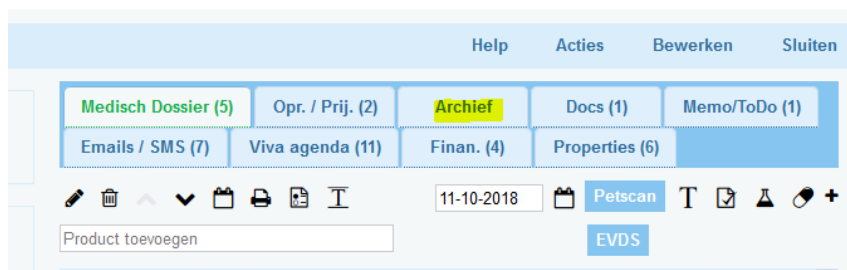 Help Acties Bewerken Sluiten
Medisch Dossier (5) Opr. / Prij. (2) Archief Docs (1) Memo/ToDo (1)
Emails / SMS (7) Viva agenda (11) Finan. (4) Properties (6)
11-10-2018 Petscan
Product toevoegen EVDS